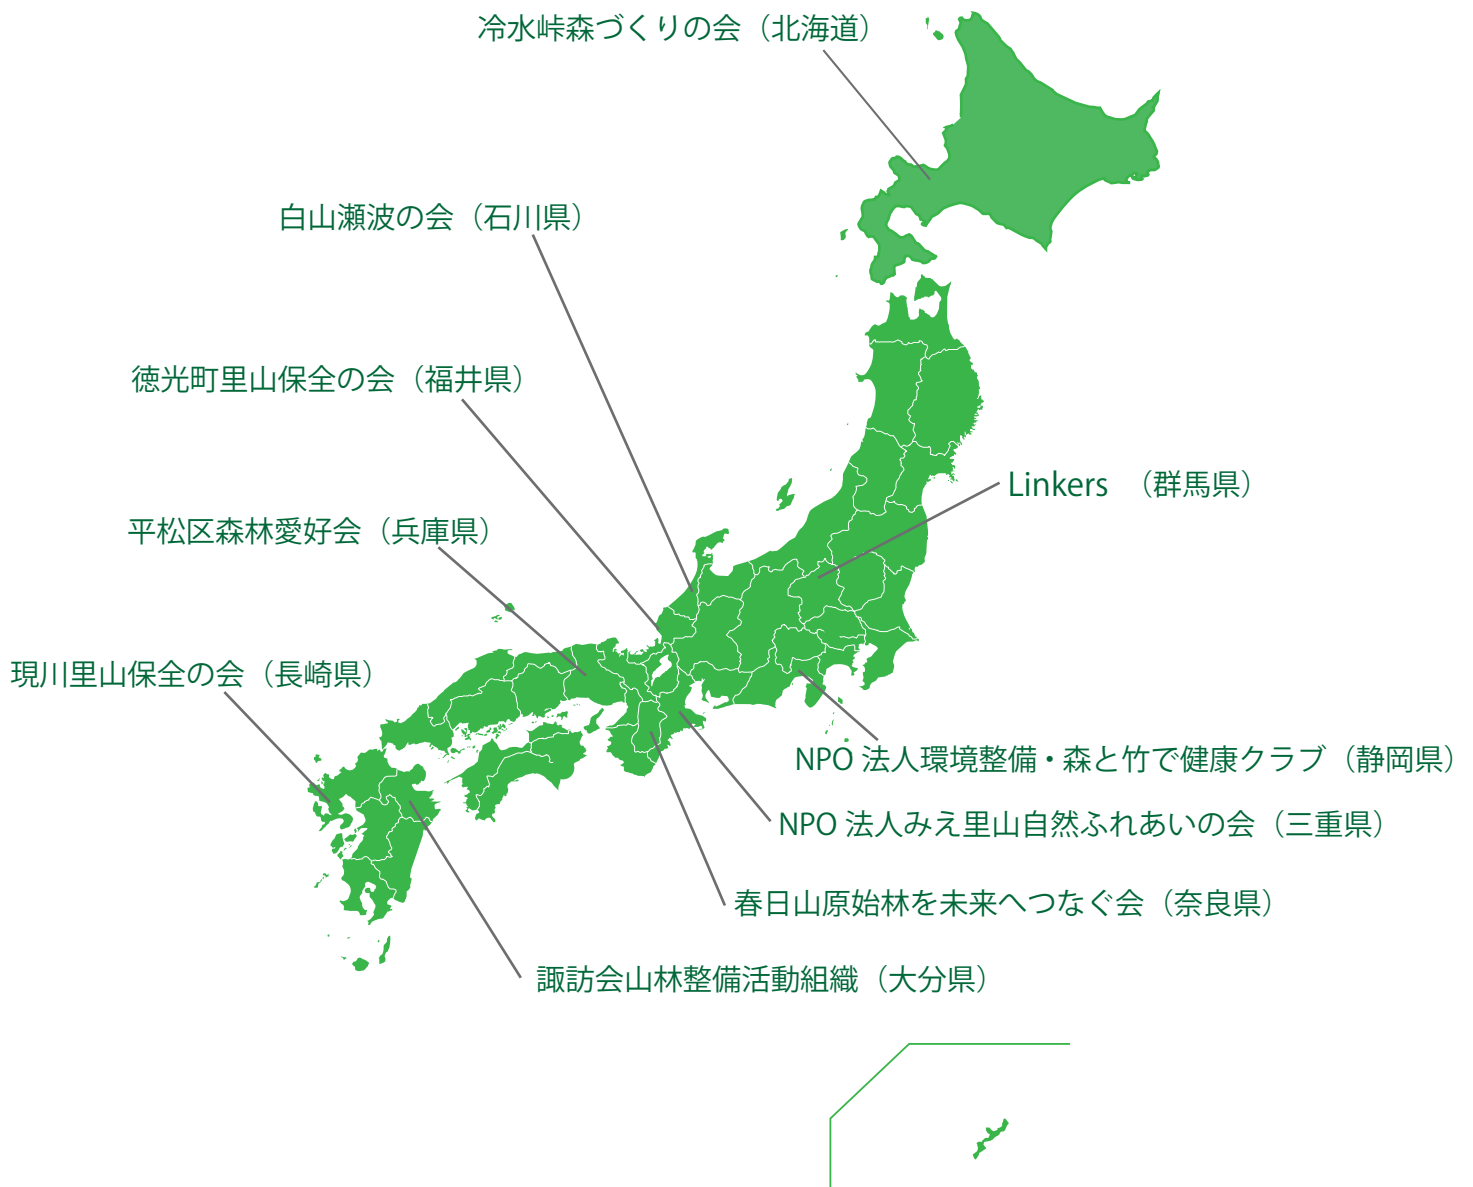 冷水峠森づくりの会（北海道）
白山瀬波の会（石川県）
徳光町里山保全の会（福井県）
Linkers （群馬県）
平松区森林愛好会（兵庫県）
現川里山保全の会（長崎県）
NPO 法人環境整備・森と竹で健康クラブ（静岡県）
NPO 法人みえ里山自然ふれあいの会（三重県）
春日山原始林を未来へつなぐ会（奈良県）
諏訪会山林整備活動組織（大分県）